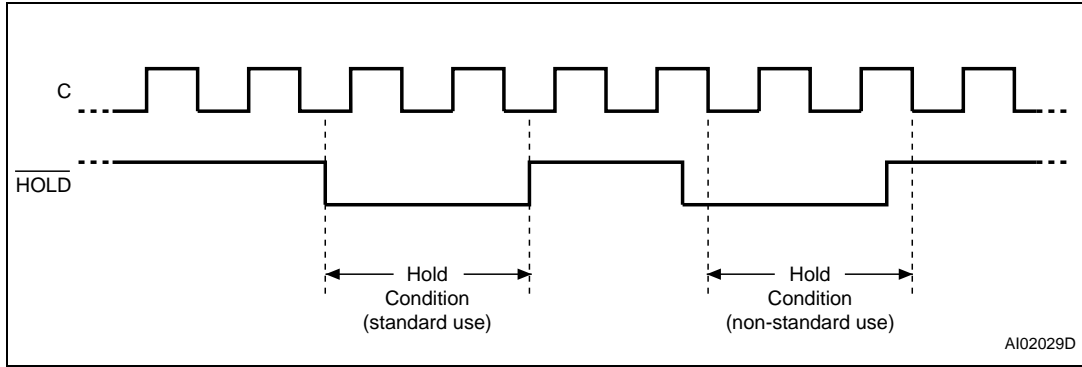 C
HOLD
Hold
Condition
(standard use)
Hold
Condition
(non-standard use)
AI02029D